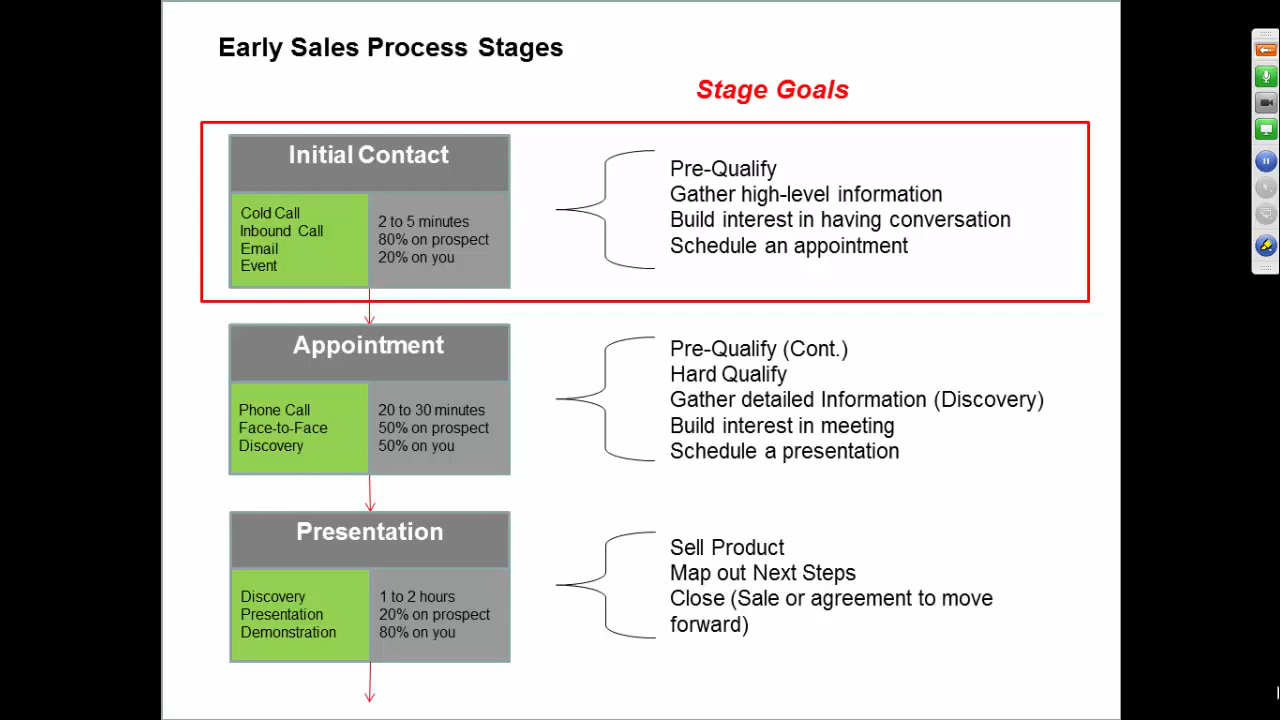 Early Sales Process Stages
Stage Goals
Initial Contact
Cold Call
Inbound Call
Email
Event
2 to 5 minutes
80% on prospect
20% on you
Pre-Qualify
Gather high-level information
Build interest in having conversation
Schedule an appointment
Appointment
Phone Call
Face-to-Face
Discovery
20 to 30 minutes
50% on prospect
50% on you
Pre-Qualify (Cont.)
Hard Qualify
Gather detailed Information (Discovery)
Build interest in meeting
Schedule a presentation
Presentation
Discovery
Presentation
Demonstration
1 to 2 hours
20% on prospect
80% on you
Sell Product
Map out Next Steps
Close (Sale or agreement to move
forward)